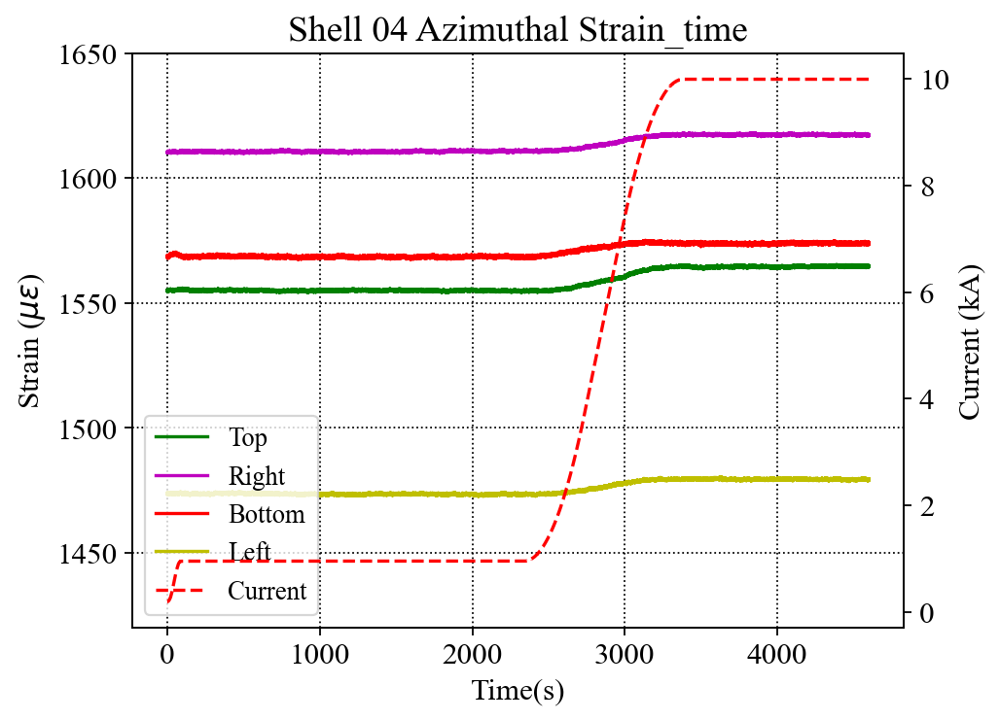 Shell 04 Azimuthal Strain_time
1650
1600
1550
1500
1450
Strain (με)
10
8
6
4
2
0
Current (kA)
Top
Right
Bottom
Left
Current
0 1000 2000 3000 4000
Time(s)